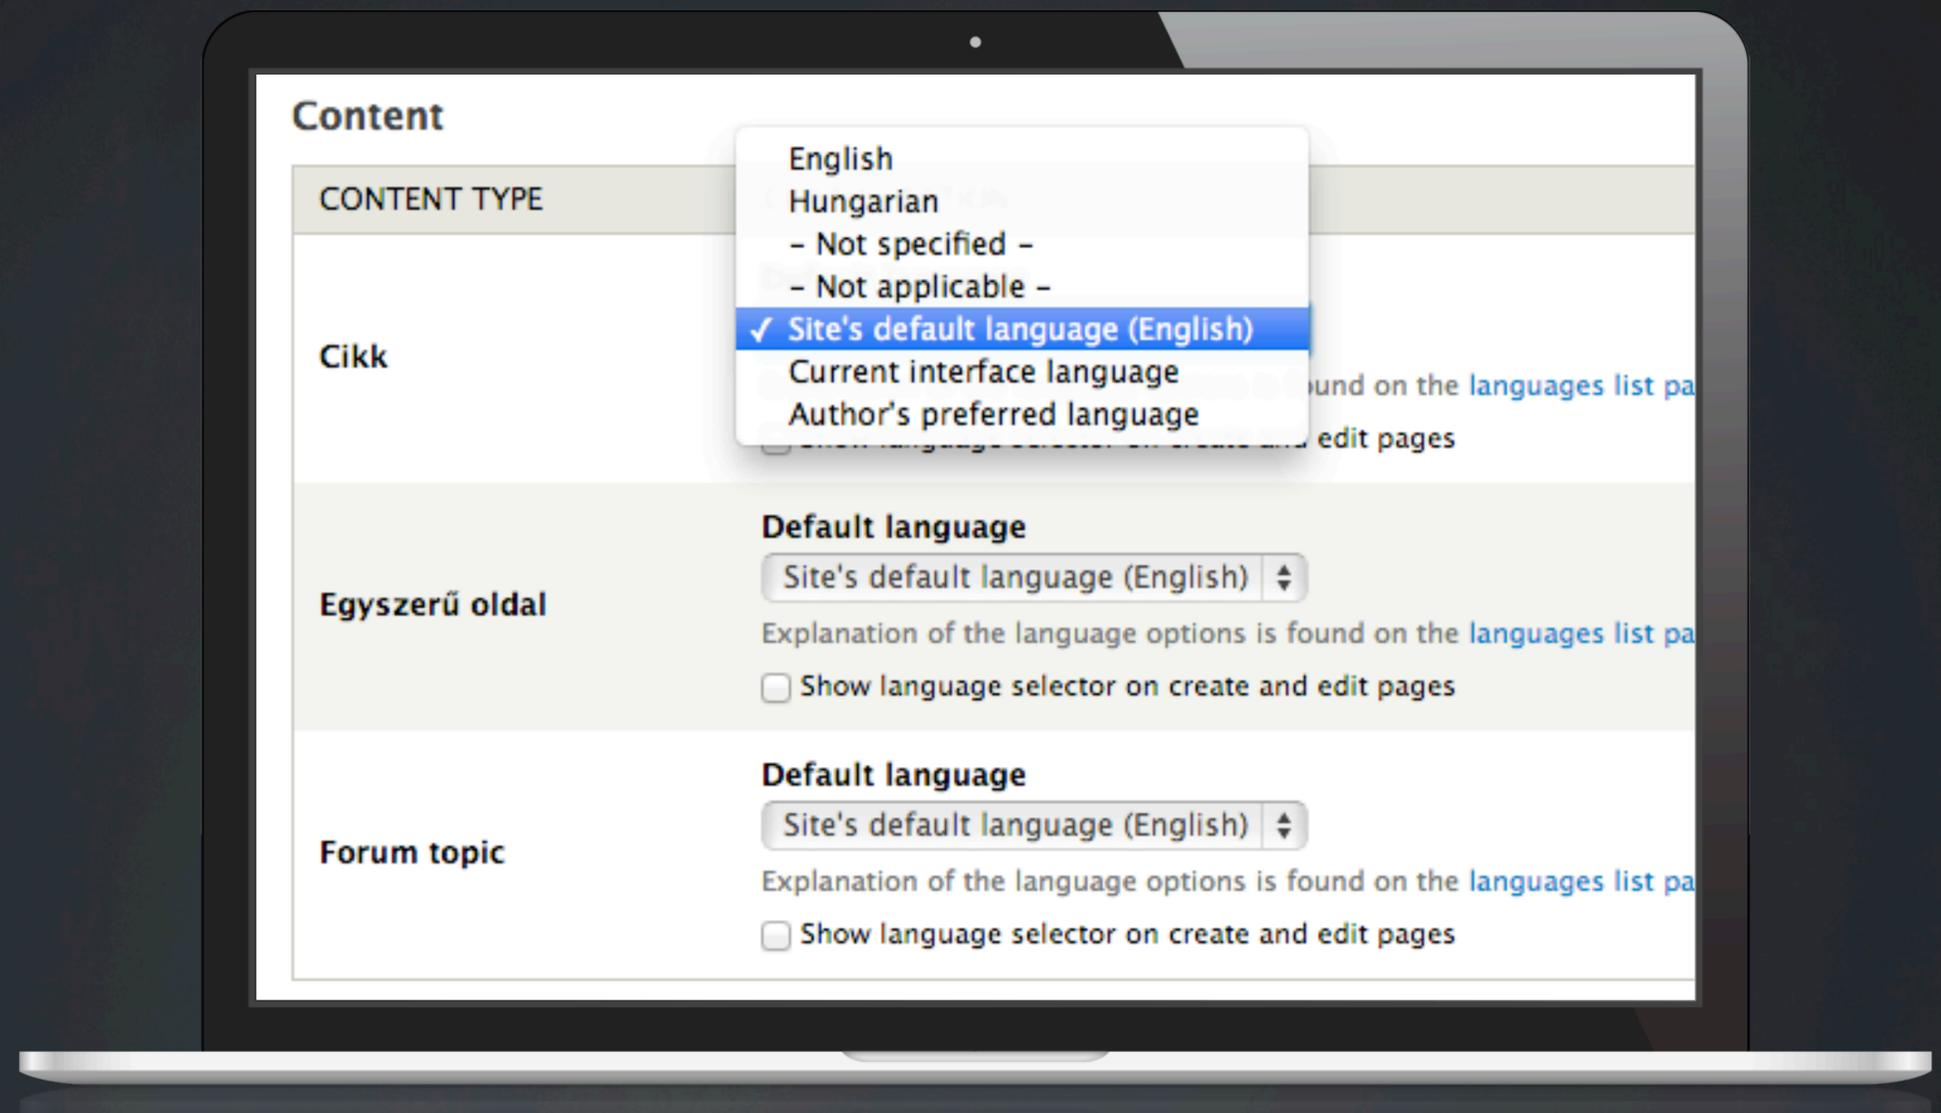 Content
CONTENT TYPE
English
Hungarian
– Not specified –
– Not applicable –
✓ Site's default language (English)
Current interface language
Author's preferred language
Cikk
und on the languages list pa
edit pages
Default language
Egyszerű oldal
Site's default language (English)
Explanation of the language options is found on the languages list pa
Show language selector on create and edit pages
Default language
Forum topic
Site's default language (English)
Explanation of the language options is found on the languages list pa
Show language selector on create and edit pages